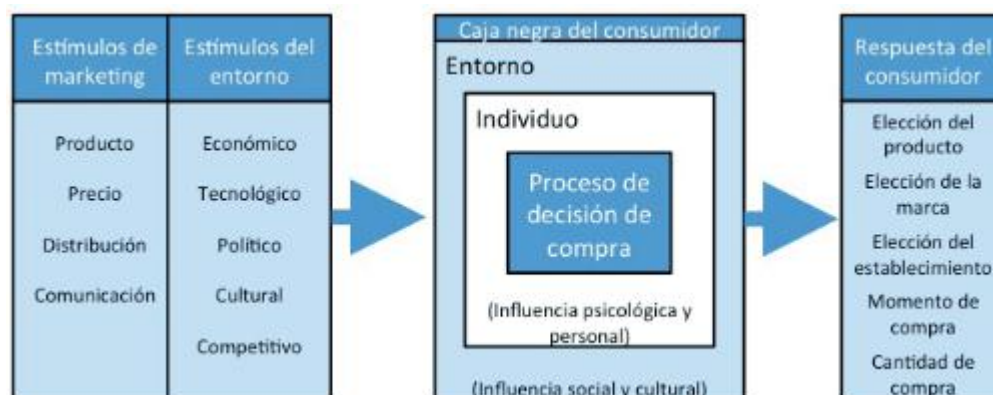 Estímulos de
marketing
Producto
Precio
Distribución
Comunicación
Estímulos del
entorno
Económico
Tecnológico
Político
Cultural
Competitivo
Caja negra del consumidor
Entorno
Individuo
Proceso de
decisión de
compra
(Influencia psicológica y
personal)
(Influencia social y cultural)
Respuesta del
consumidor
Elección del
producto
Elección de la
marca
Elección del
establecimiento
Momento de
compra
Cantidad de
compra